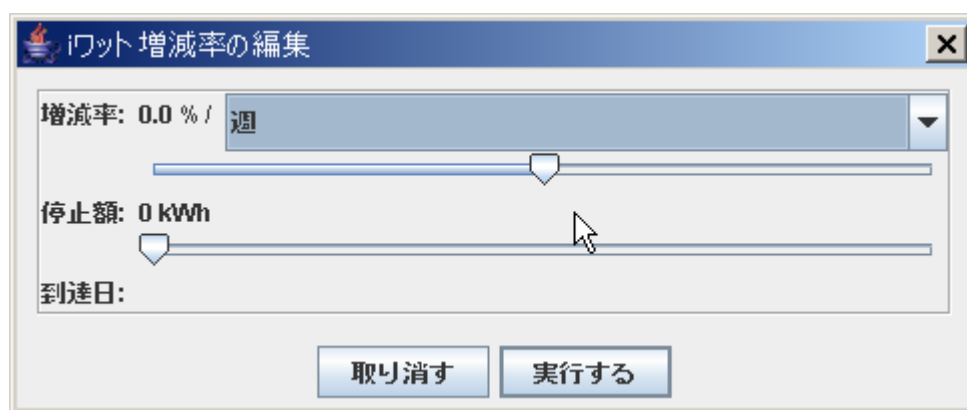 iワット増減率の編集
増減率: 0.0 % / 週
停止額: 0 kWh
到達日:
取り消す 実行する